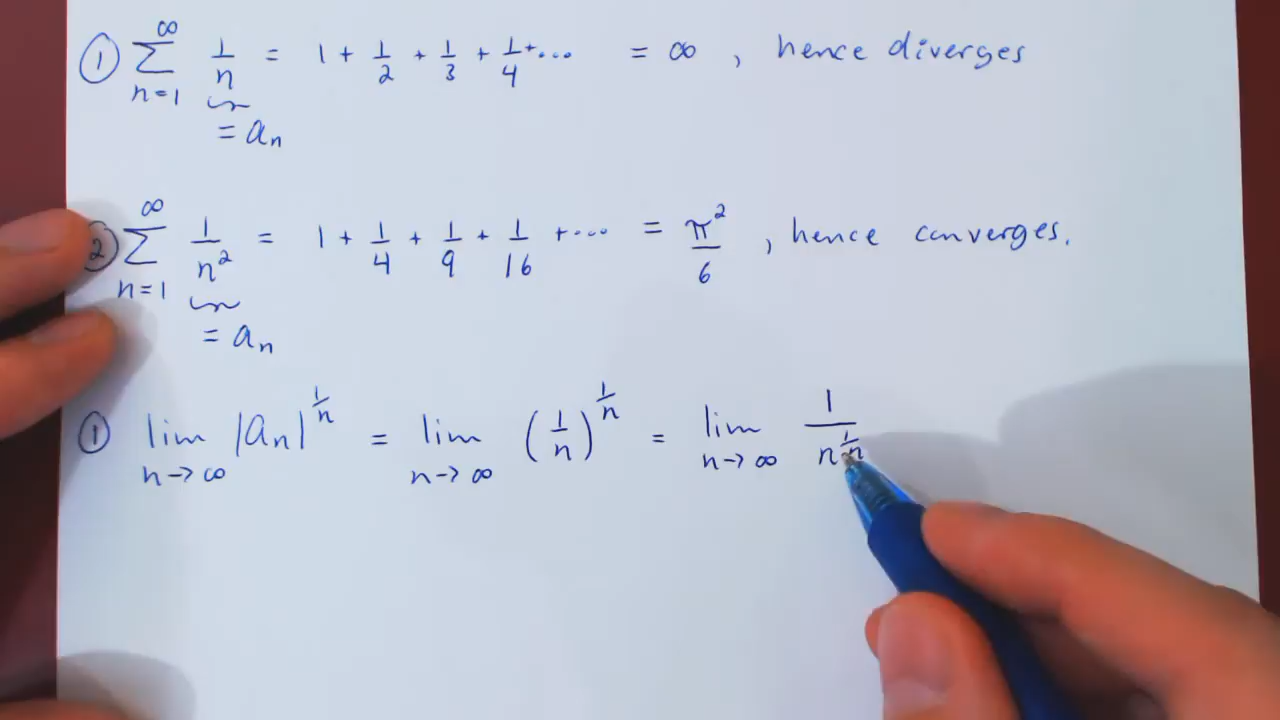 ① ∑_{n=1}^{∞} 1/n = 1 + 1/2 + 1/3 + 1/4 + ... = ∞ , hence diverges
= a_n
② ∑_{n=1}^{∞} 1/n² = 1 + 1/4 + 1/9 + 1/16 + ... = π²/6 , hence converges.
= a_n
① lim_{n→∞} |a_n|^{1/n} = lim_{n→∞} (1/n)^{1/n} = lim_{n→∞} 1/n^{1/n}